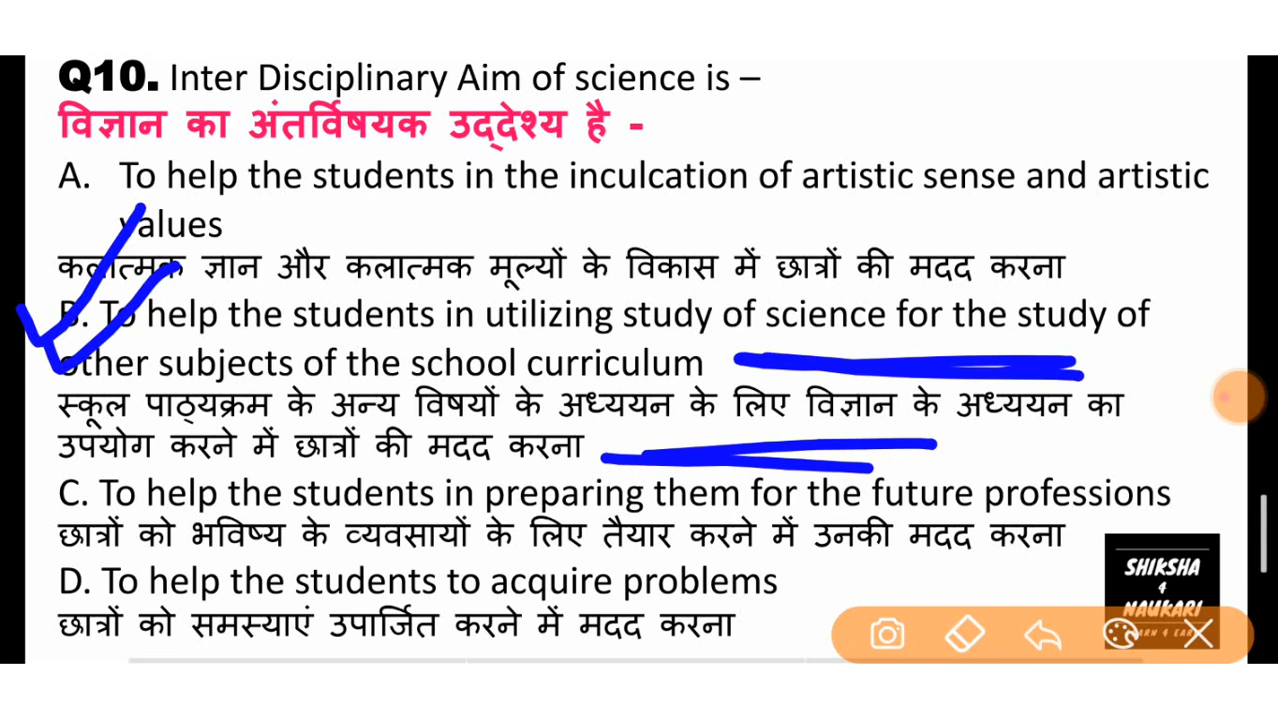 Q10. Inter Disciplinary Aim of science is –
विज्ञान का अंतर्विषयक उद्देश्य है -
A. To help the students in the inculcation of artistic sense and artistic
values
कलात्मक ज्ञान और कलात्मक मूल्यों के विकास में छात्रों की मदद करना
B. To help the students in utilizing study of science for the study of
other subjects of the school curriculum
स्कूल पाठ्यक्रम के अन्य विषयों के अध्ययन के लिए विज्ञान के अध्ययन का
उपयोग करने में छात्रों की मदद करना
C. To help the students in preparing them for the future professions
छात्रों को भविष्य के व्यवसायों के लिए तैयार करने में उनकी मदद करना
D. To help the students to acquire problems
छात्रों को समस्याएं उपार्जित करने में मदद करना
SHIKSHA
4
NAUKARI